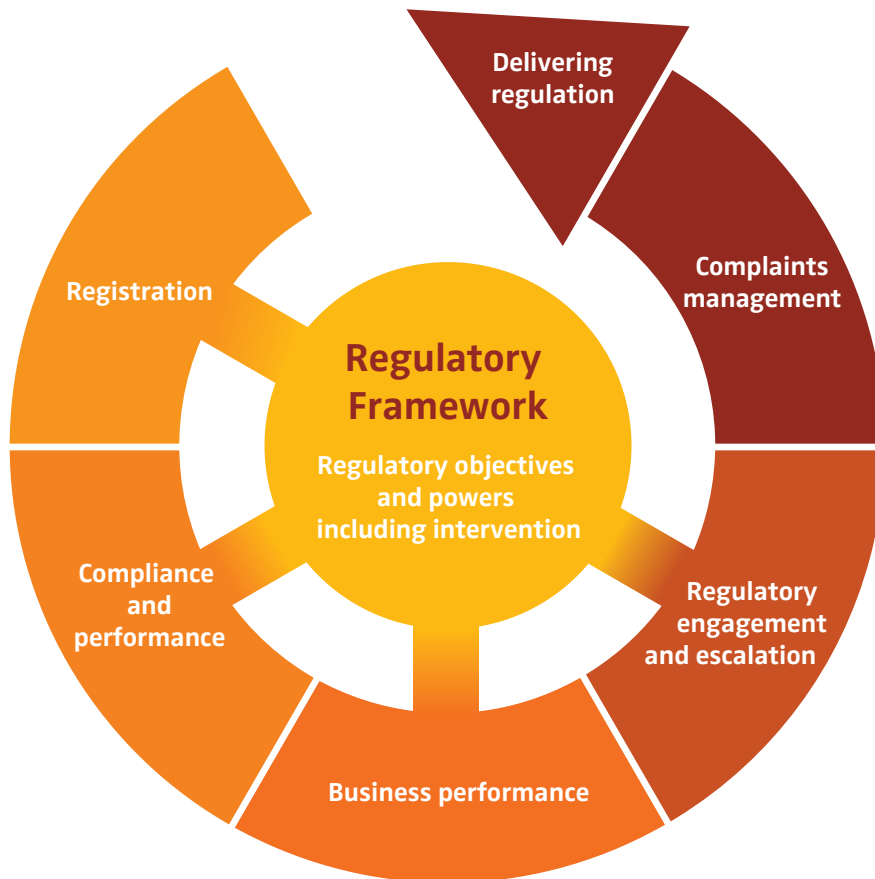 Delivering
regulation
Complaints
management
Registration
Regulatory
Framework
Regulatory objectives
and powers
including intervention
Compliance
and
performance
Regulatory
engagement
and escalation
Business performance